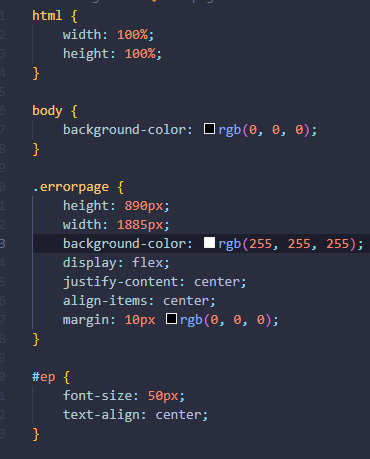 html {
width: 100%;
height: 100%;
}
body {
background-color: rgb(0, 0, 0);
}
.errorpage {
height: 890px;
width: 1885px;
background-color: rgb(255, 255, 255);
display: flex;
justify-content: center;
align-items: center;
margin: 10px rgb(0, 0, 0);
}
#ep {
font-size: 50px;
text-align: center;
}